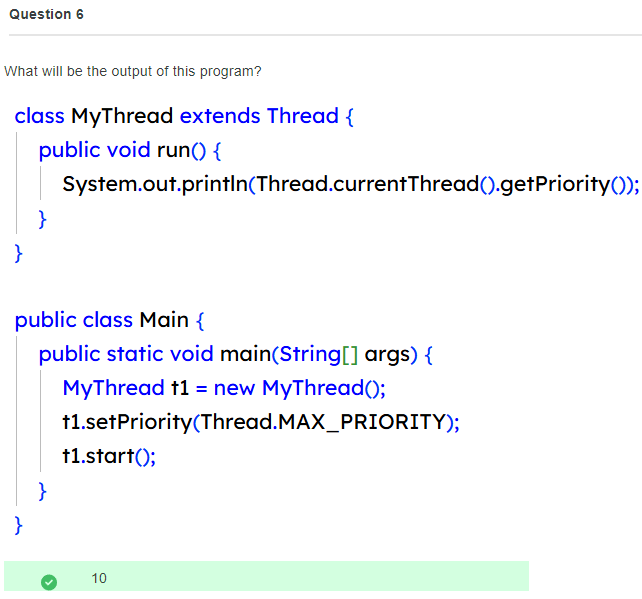 Question 6
What will be the output of this program?
class MyThread extends Thread {
public void run() {
System.out.println(Thread.currentThread().getPriority());
}
}
public class Main {
public static void main(String[] args) {
MyThread t1 = new MyThread();
t1.setPriority(Thread.MAX_PRIORITY);
t1.start();
}
}
10